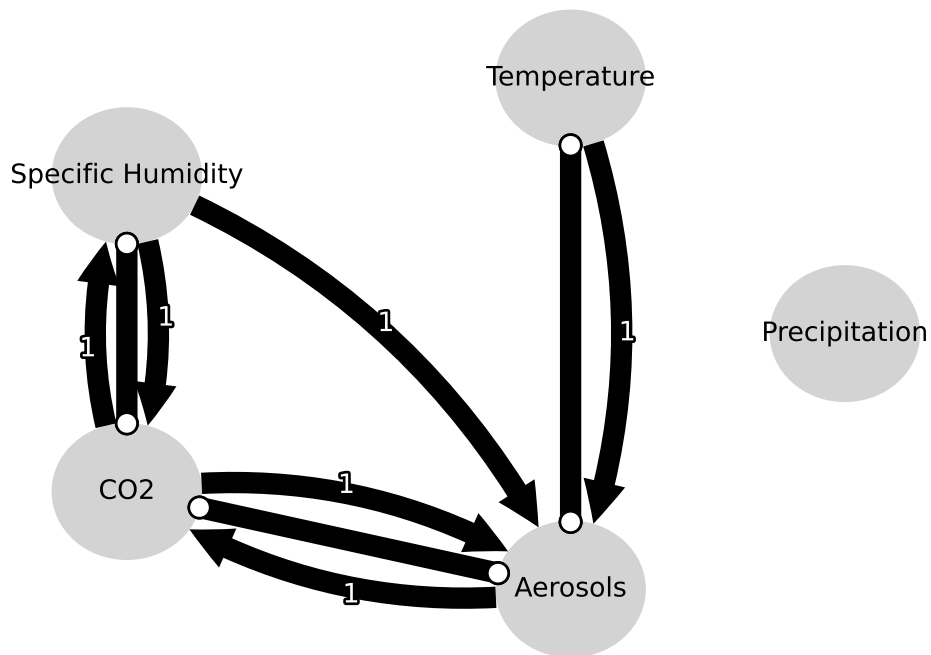 Temperature
Specific Humidity
1
1
1
1
Precipitation
1
CO2
1
Aerosols
1